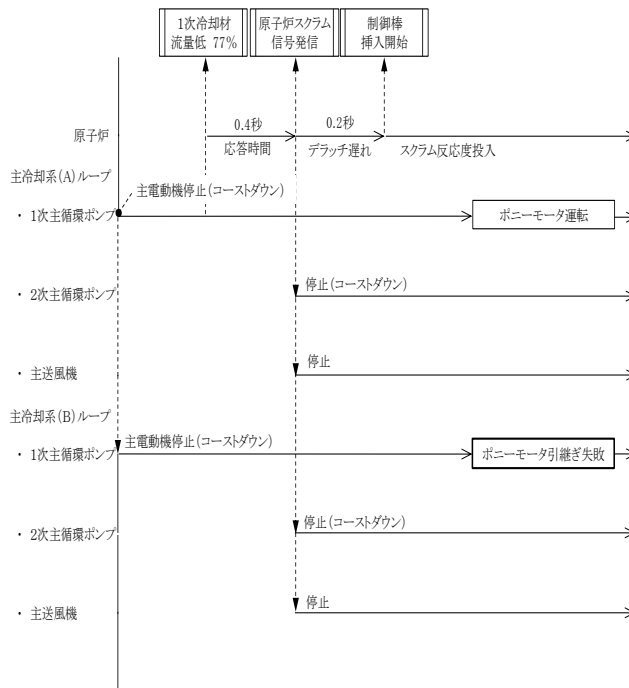 1次冷却材
流量低 77%
原子炉スクラム
信号発信
制御棒
挿入開始
0.4秒
0.2秒
原子炉
応答時間
デラッチ遅れ
スクラム反応度投入
主冷却系(A)ループ
主電動機停止(コーストダウン)
・ 1次主循環ポンプ
ポニーモータ運転
停止(コーストダウン)
・ 2次主循環ポンプ
停止
・ 主送風機
主冷却系(B)ループ
主電動機停止(コーストダウン)
・ 1次主循環ポンプ
ポニーモータ引継ぎ失敗
停止(コーストダウン)
・ 2次主循環ポンプ
停止
・ 主送風機